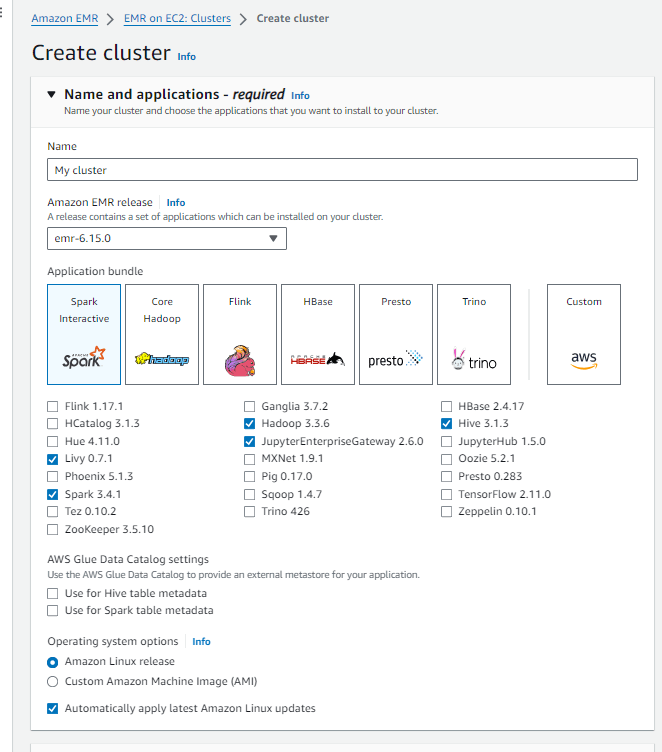 Amazon EMR > EMR on EC2: Clusters > Create cluster
Create cluster Info
Name and applications - required Info
Name your cluster and choose the applications that you want to install to your cluster.
Name
My cluster
Amazon EMR release Info
A release contains a set of applications which can be installed on your cluster.
emr-6.15.0
Application bundle
Spark Interactive
APACHE Spark
Core Hadoop
hadoop
Flink
HBase
APACHE HBASE
Presto
presto
Trino
trino
Custom
aws
Flink 1.17.1
Ganglia 3.7.2
HBase 2.4.17
HCatalog 3.1.3
Hadoop 3.3.6
Hive 3.1.3
Hue 4.11.0
JupyterEnterpriseGateway 2.6.0
JupyterHub 1.5.0
Livy 0.7.1
MXNet 1.9.1
Oozie 5.2.1
Phoenix 5.1.3
Pig 0.17.0
Presto 0.283
Spark 3.4.1
Sqoop 1.4.7
TensorFlow 2.11.0
Tez 0.10.2
Trino 426
Zeppelin 0.10.1
ZooKeeper 3.5.10
AWS Glue Data Catalog settings
Use the AWS Glue Data Catalog to provide an external metastore for your application.
Use for Hive table metadata
Use for Spark table metadata
Operating system options Info
Amazon Linux release
Custom Amazon Machine Image (AMI)
Automatically apply latest Amazon Linux updates